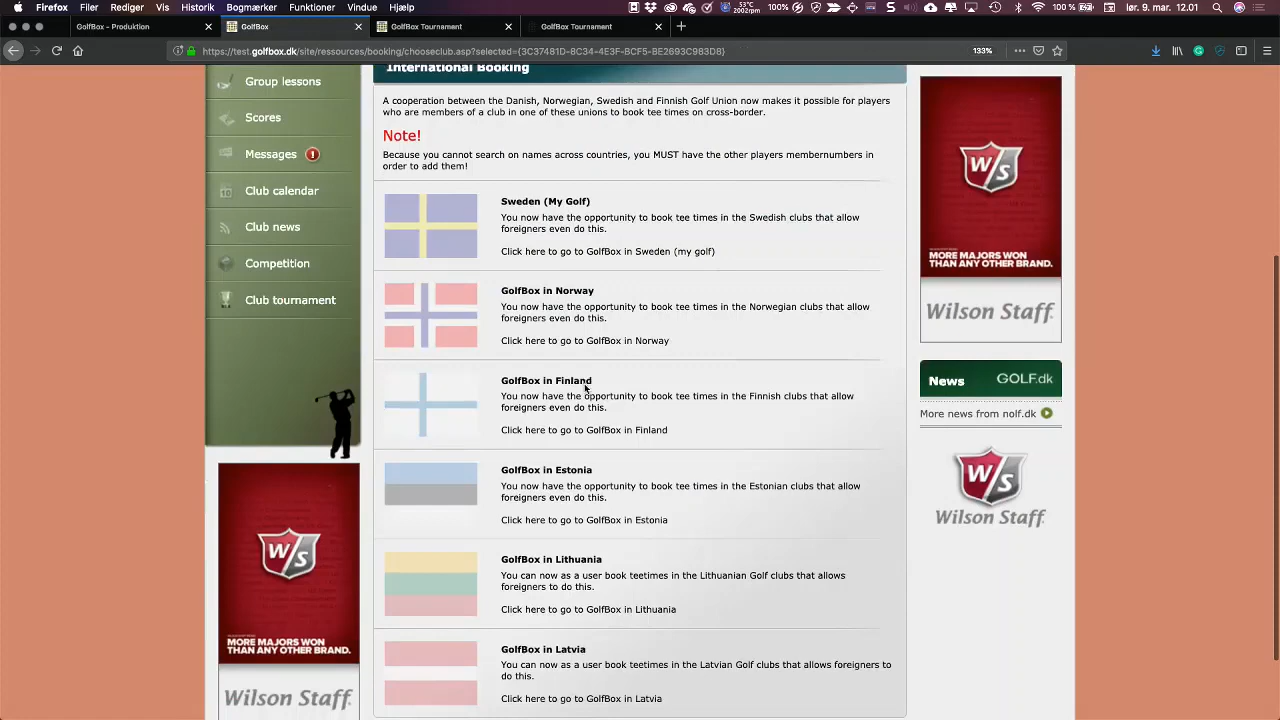 Firefox Arkiv Rediger Vis Historik Bogmærker Funktioner Vindue Hjælp
100%
100%
fre. 1. maj 12.01
GolfBox - Produktion
GolfBox
GolfBox Tournament
GolfBox Tournament
https://test.golfbox.dk/site/ressources/booking/chooseclub.asp?selected={3C37481D-8C34-4E3F-BCF5-BE2693C983D8}
133%
Group lessons
Scores
Messages
Club calendar
Club news
Competition
Club tournament
International Booking
A cooperation between the Danish, Norwegian, Swedish and Finnish Golf Union now makes it possible for players
who are members of a club in one of these unions to book tee times on cross-border.
Note!
Because you cannot search on names across countries, you MUST have the other players membernumbers in
order to add them!
Sweden (My Golf)
You now have the opportunity to book tee times in the Swedish clubs that allow
foreigners even do this.
Click here to go to GolfBox in Sweden (my golf)
GolfBox in Norway
You now have the opportunity to book tee times in the Norwegian clubs that allow
foreigners even do this.
Click here to go to GolfBox in Norway
GolfBox in Finland
You now have the opportunity to book tee times in the Finnish clubs that allow
foreigners even do this.
Click here to go to GolfBox in Finland
GolfBox in Estonia
You now have the opportunity to book tee times in the Estonian clubs that allow
foreigners even do this.
Click here to go to GolfBox in Estonia
GolfBox in Lithuania
You can now as a user book teetimes in the Lithuanian Golf clubs that allows
foreigners to do this.
Click here to go to GolfBox in Lithuania
GolfBox in Latvia
You can now as a user book teetimes in the Latvian Golf clubs that allows foreigners to
do this.
Click here to go to GolfBox in Latvia
W/S
MORE MAJORS WON
THAN ANY OTHER BRAND.
Wilson Staff
News GOLF.dk
More news from nolf.dk
W/S
Wilson Staff
W/S
MORE MAJORS WON
THAN ANY OTHER BRAND.
Wilson Staff